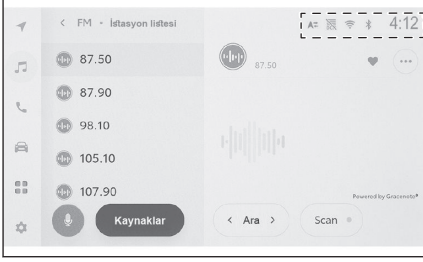 FM · İstasyon listesi
4:12
87.50
87.50
87.90
98.10
105.10
107.90
Powered by Gracenote®
Kaynaklar
Ara
Scan